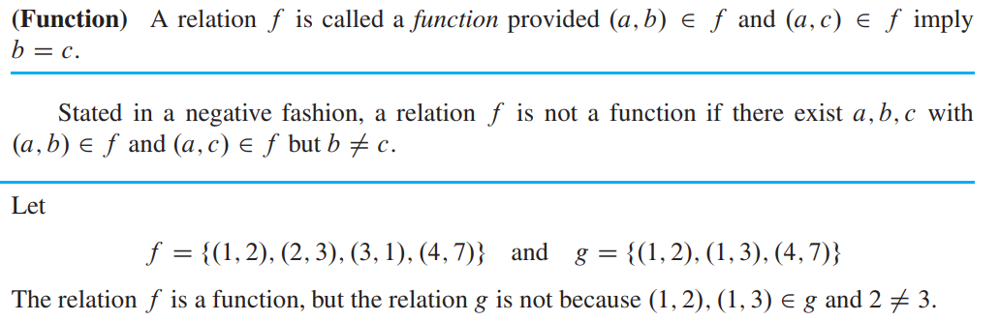 (Function) A relation f is called a function provided (a, b) ∈ f and (a, c) ∈ f imply
b = c.
Stated in a negative fashion, a relation f is not a function if there exist a, b, c with
(a, b) ∈ f and (a, c) ∈ f but b ≠ c.
Let
f = {(1, 2), (2, 3), (3, 1), (4, 7)} and g = {(1, 2), (1, 3), (4, 7)}
The relation f is a function, but the relation g is not because (1, 2), (1, 3) ∈ g and 2 ≠ 3.